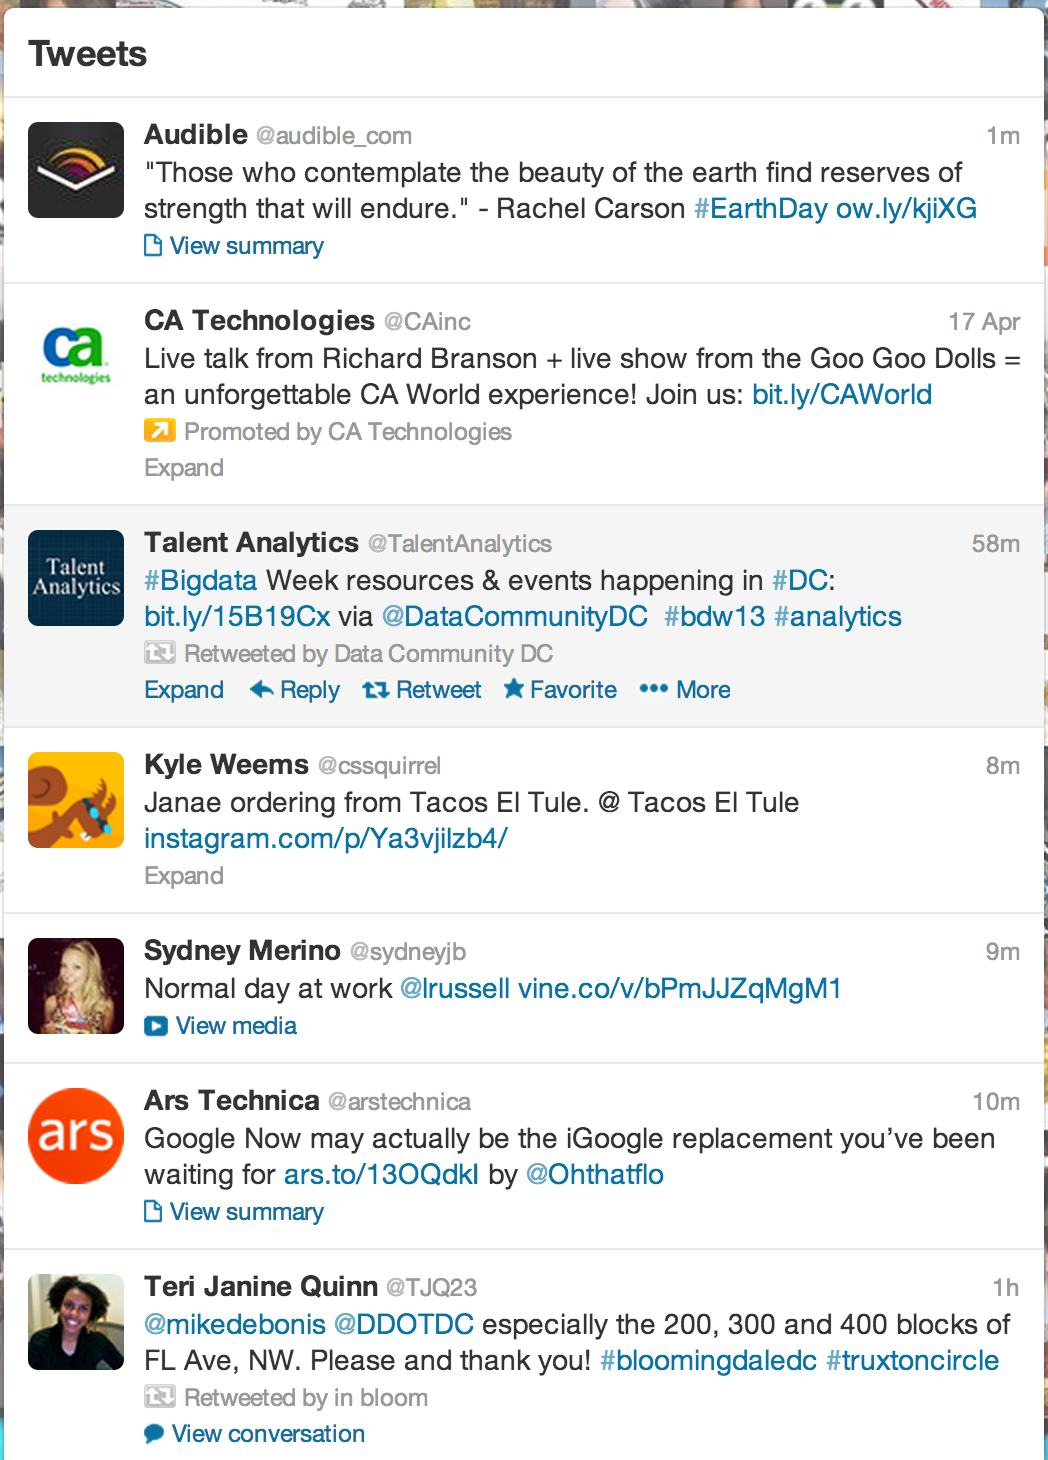 Tweets
Audible @audible_com 1m
"Those who contemplate the beauty of the earth find reserves of
strength that will endure." - Rachel Carson #EarthDay ow.ly/kjiXG
View summary
ca
technologies
CA Technologies @CAinc 17 Apr
Live talk from Richard Branson + live show from the Goo Goo Dolls =
an unforgettable CA World experience! Join us: bit.ly/CAWorld
Promoted by CA Technologies
Expand
Talent
Analytics
Talent Analytics @TalentAnalytics 58m
#Bigdata Week resources & events happening in #DC:
bit.ly/15B19Cx via @DataCommunityDC #bdw13 #analytics
Retweeted by Data Community DC
Expand Reply Retweet Favorite More
Kyle Weems @cssquirrel 8m
Janae ordering from Tacos El Tule. @ Tacos El Tule
instagram.com/p/Ya3vjilzb4/
Expand
Sydney Merino @sydneyjb 9m
Normal day at work @lrussell vine.co/v/bPmJJZqMgM1
View media
ars
Ars Technica @arstechnica 10m
Google Now may actually be the iGoogle replacement you’ve been
waiting for ars.to/13OQdkI by @Ohthatflo
View summary
Teri Janine Quinn @TJQ23 1h
@mikedebonis @DDOTDC especially the 200, 300 and 400 blocks of
FL Ave, NW. Please and thank you! #bloomingdaledc #truxtoncircle
Retweeted by in bloom
View conversation